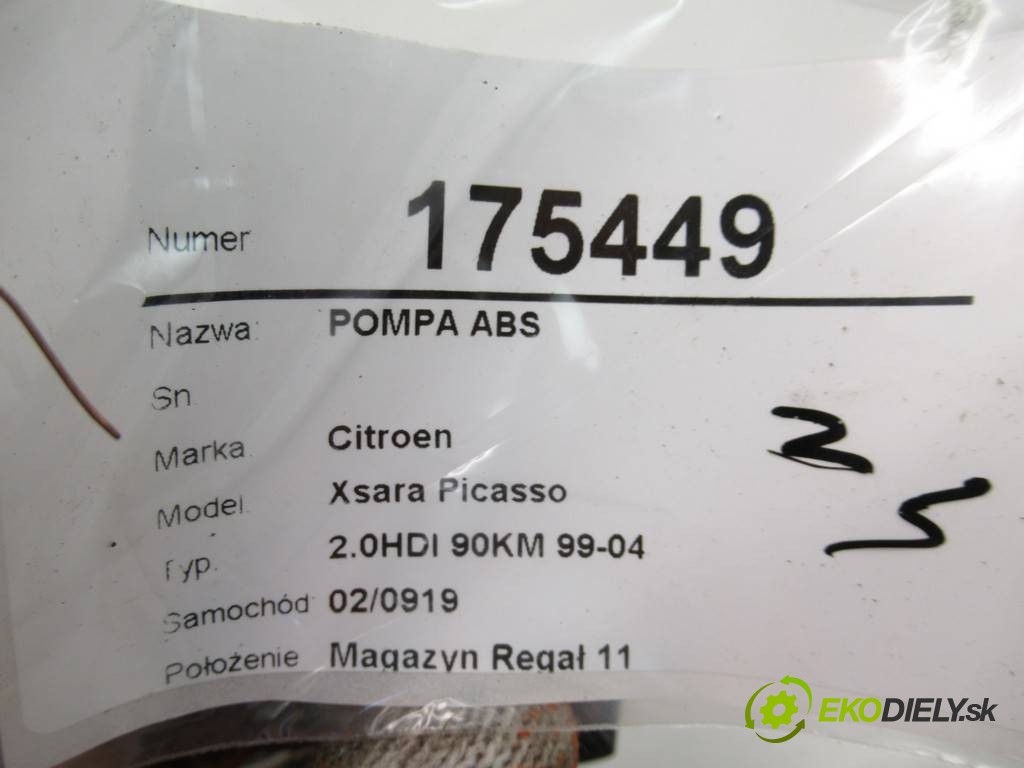 Numer 175449
Nazwa: POMPA ABS
Sn.
Marka: Citroen
Model: Xsara Picasso
Typ: 2.0HDI 90KM 99-04
Samochód 02/0919
Położenie Magazyn Regał 11
EKODIELY.sk